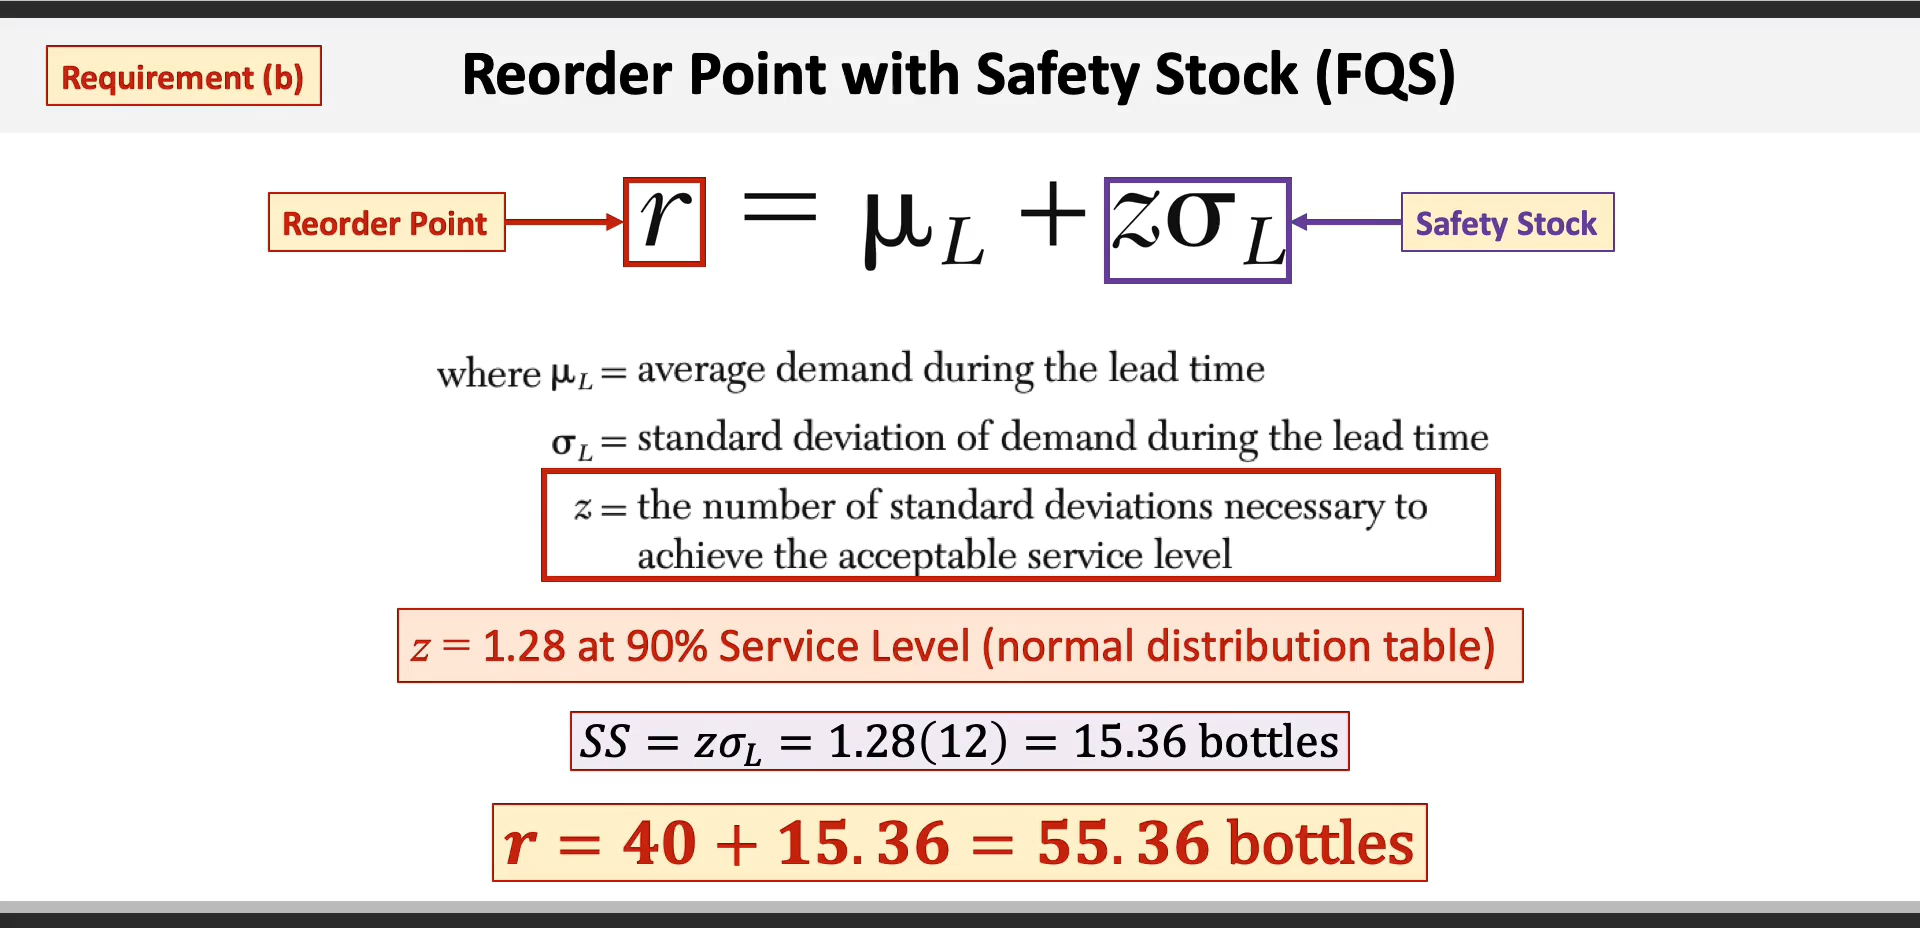 Requirement (b)
Reorder Point with Safety Stock (FQS)
Reorder Point
r = μL + zσL
Safety Stock
where μL = average demand during the lead time
σL = standard deviation of demand during the lead time
z = the number of standard deviations necessary to
achieve the acceptable service level
z = 1.28 at 90% Service Level (normal distribution table)
SS = zσL = 1.28(12) = 15.36 bottles
r = 40 + 15.36 = 55.36 bottles